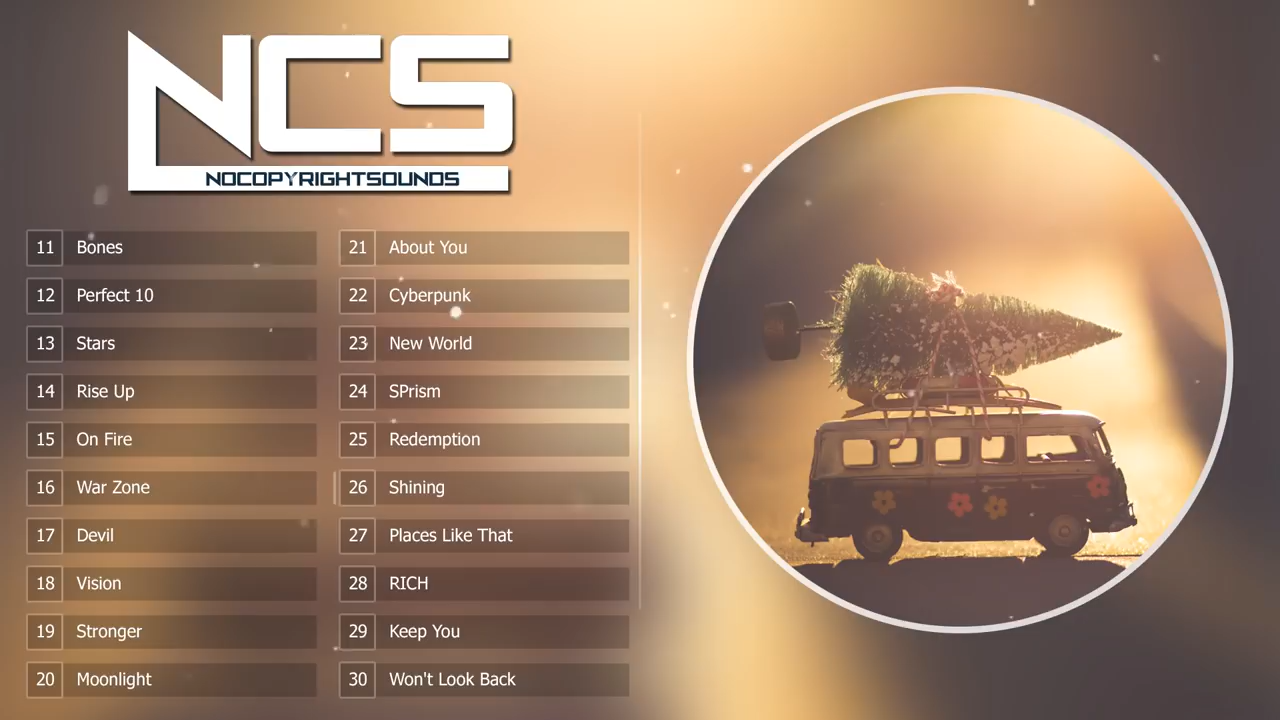 NCS
NOCOPYRIGHTSOUNDS
11 Bones
12 Perfect 10
13 Stars
14 Rise Up
15 On Fire
16 War Zone
17 Devil
18 Vision
19 Stronger
20 Moonlight
21 About You
22 Cyberpunk
23 New World
24 SPrism
25 Redemption
26 Shining
27 Places Like That
28 RICH
29 Keep You
30 Won't Look Back